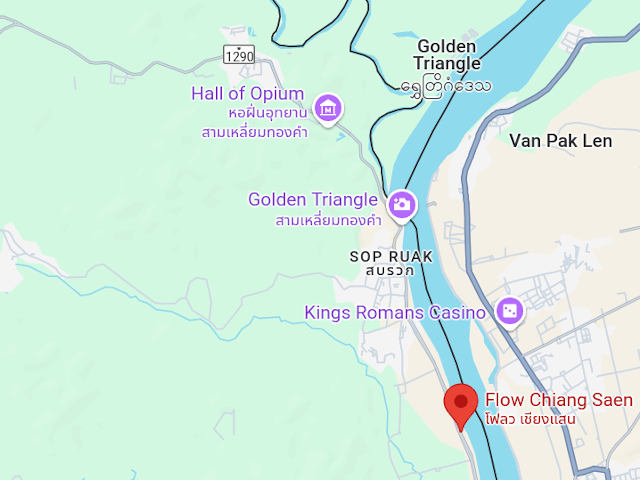 1290
Golden
Triangle
ရွှေတြိဂံဒေသ
Hall of Opium
หอฝิ่นอุทยาน
สามเหลี่ยมทองคำ
Van Pak Len
Golden Triangle
สามเหลี่ยมทองคำ
SOP RUAK
สบรวก
Kings Romans Casino
Flow Chiang Saen
โฟลว เชียงแสน